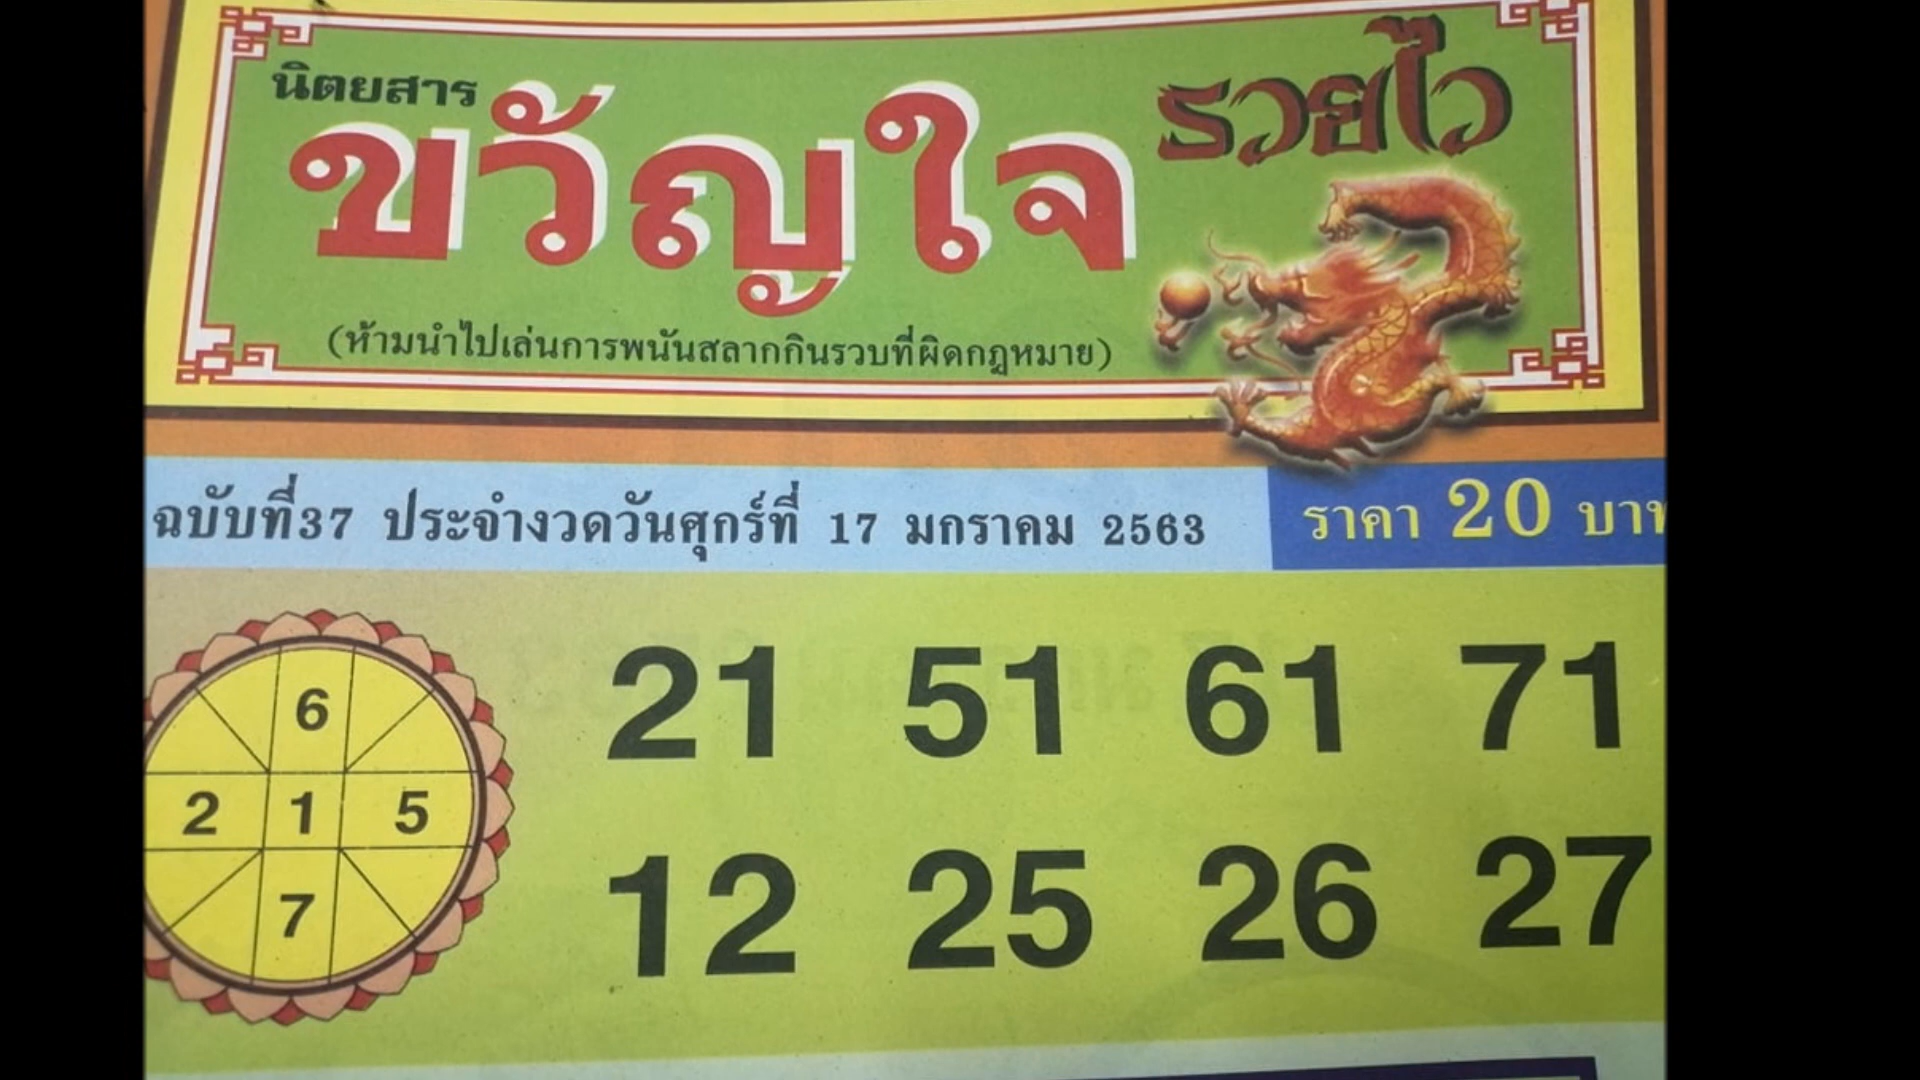 นิตยสาร
ขวัญใจ
รวยไว
(ห้ามนำไปเล่นการพนันสลากกินรวบที่ผิดกฎหมาย)
ฉบับที่37 ประจำงวดวันศุกร์ที่ 17 มกราคม 2563
ราคา 20 บาท
6
2 1 5
7
21 51 61 71
12 25 26 27